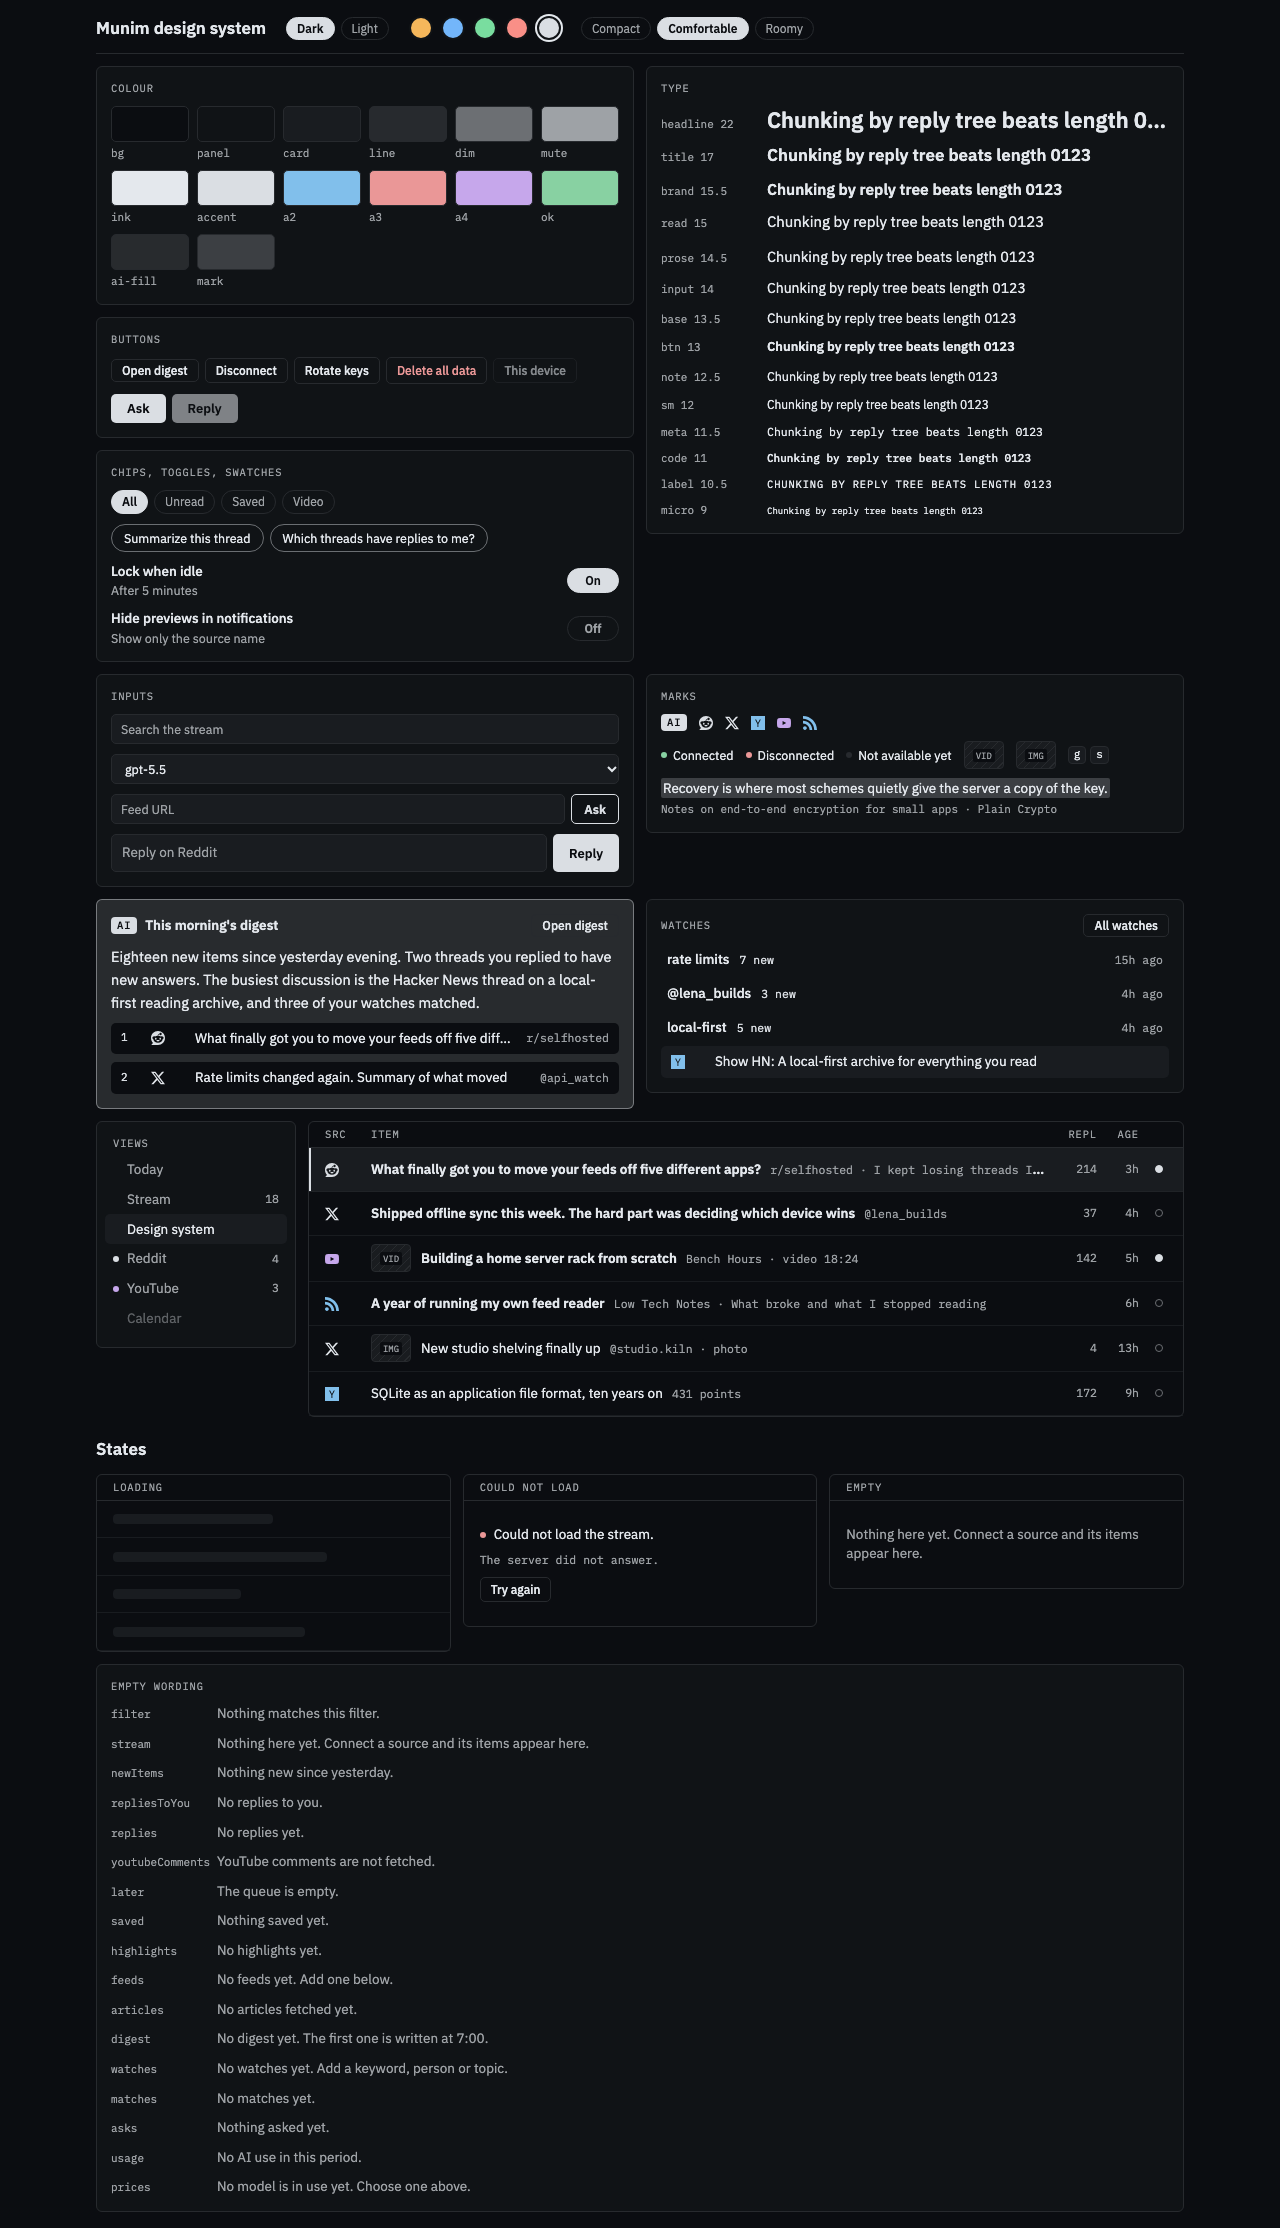 Munim design system Dark Light Compact Comfortable Roomy
COLOUR
bg panel card line dim mute
ink accent a2 a3 a4 ok
ai-fill mark
TYPE
headline 22 Chunking by reply tree beats length 0...
title 17 Chunking by reply tree beats length 0123
brand 15.5 Chunking by reply tree beats length 0123
read 15 Chunking by reply tree beats length 0123
prose 14.5 Chunking by reply tree beats length 0123
input 14 Chunking by reply tree beats length 0123
base 13.5 Chunking by reply tree beats length 0123
btn 13 Chunking by reply tree beats length 0123
note 12.5 Chunking by reply tree beats length 0123
sm 12 Chunking by reply tree beats length 0123
meta 11.5 Chunking by reply tree beats length 0123
code 11 Chunking by reply tree beats length 0123
label 10.5 CHUNKING BY REPLY TREE BEATS LENGTH 0123
micro 9 Chunking by reply tree beats length 0123
BUTTONS
Open digest Disconnect Rotate keys Delete all data This device
Ask Reply
CHIPS, TOGGLES, SWATCHES
All Unread Saved Video
Summarize this thread Which threads have replies to me?
Lock when idle
After 5 minutes
On
Hide previews in notifications
Show only the source name
Off
INPUTS
Search the stream
gpt-5.5
Feed URL Ask
Reply on Reddit Reply
MARKS
AI Y
Connected Disconnected Not available yet VID IMG g s
Recovery is where most schemes quietly give the server a copy of the key.
Notes on end-to-end encryption for small apps · Plain Crypto
AI This morning's digest Open digest
Eighteen new items since yesterday evening. Two threads you replied to have
new answers. The busiest discussion is the Hacker News thread on a local-
first reading archive, and three of your watches matched.
1 What finally got you to move your feeds off five diff... r/selfhosted
2 Rate limits changed again. Summary of what moved @api_watch
WATCHES All watches
rate limits 7 new 15h ago
@lena_builds 3 new 4h ago
local-first 5 new 4h ago
Y Show HN: A local-first archive for everything you read
VIEWS
Today
Stream 18
Design system
Reddit 4
YouTube 3
Calendar
SRC ITEM REPL AGE
What finally got you to move your feeds off five different apps? r/selfhosted · I kept losing threads I... 214 3h
Shipped offline sync this week. The hard part was deciding which device wins @lena_builds 37 4h
VID Building a home server rack from scratch Bench Hours · video 18:24 142 5h
A year of running my own feed reader Low Tech Notes · What broke and what I stopped reading 6h
IMG New studio shelving finally up @studio.kiln · photo 4 13h
Y SQLite as an application file format, ten years on 431 points 172 9h
States
LOADING
COULD NOT LOAD
Could not load the stream.
The server did not answer.
Try again
EMPTY
Nothing here yet. Connect a source and its items
appear here.
EMPTY WORDING
filter Nothing matches this filter.
stream Nothing here yet. Connect a source and its items appear here.
newItems Nothing new since yesterday.
repliesToYou No replies to you.
replies No replies yet.
youtubeComments YouTube comments are not fetched.
later The queue is empty.
saved Nothing saved yet.
highlights No highlights yet.
feeds No feeds yet. Add one below.
articles No articles fetched yet.
digest No digest yet. The first one is written at 7:00.
watches No watches yet. Add a keyword, person or topic.
matches No matches yet.
asks Nothing asked yet.
usage No AI use in this period.
prices No model is in use yet. Choose one above.